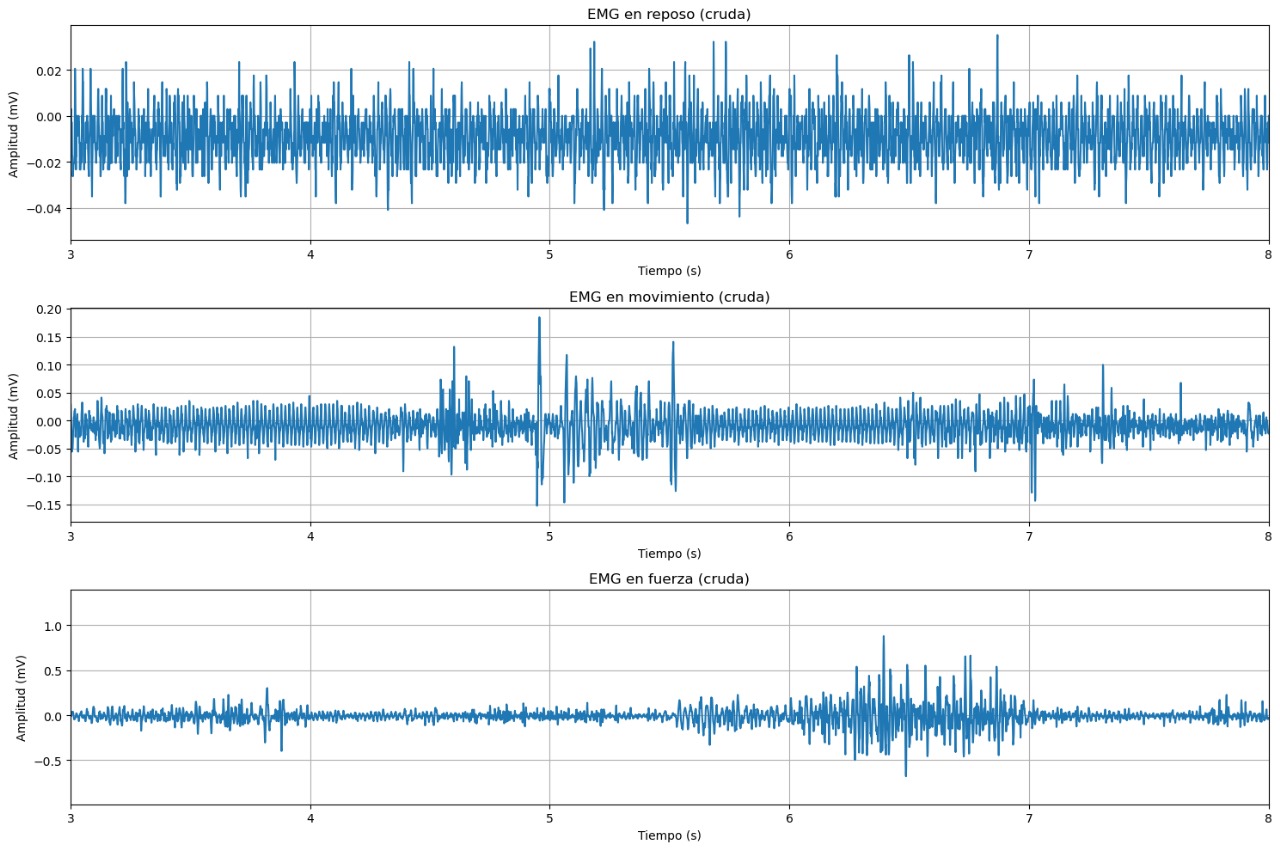 EMG en reposo (cruda)
0.02
0.00
−0.02
−0.04
Amplitud (mV)
3 4 5 6 7 8
Tiempo (s)
EMG en movimiento (cruda)
0.20
0.15
0.10
0.05
0.00
−0.05
−0.10
−0.15
Amplitud (mV)
3 4 5 6 7 8
Tiempo (s)
EMG en fuerza (cruda)
1.0
0.5
0.0
−0.5
Amplitud (mV)
3 4 5 6 7 8
Tiempo (s)